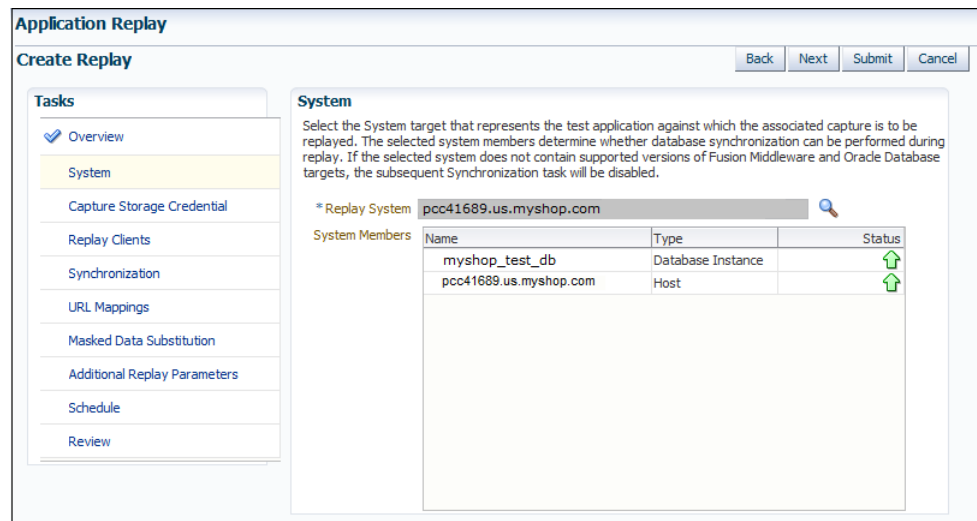 Application Replay
Create Replay
Back Next Submit Cancel
Tasks
Overview
System
Capture Storage Credential
Replay Clients
Synchronization
URL Mappings
Masked Data Substitution
Additional Replay Parameters
Schedule
Review
System
Select the System target that represents the test application against which the associated capture is to be
replayed. The selected system members determine whether database synchronization can be performed during
replay. If the selected system does not contain supported versions of Fusion Middleware and Oracle Database
targets, the subsequent Synchronization task will be disabled.
* Replay System pcc41689.us.myshop.com
System Members
Name Type Status
myshop_test_db Database Instance
pcc41689.us.myshop.com Host